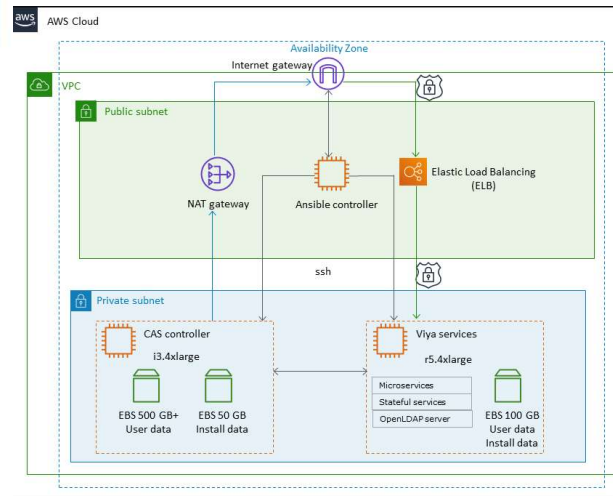 aws
AWS Cloud
Availability Zone
Internet gateway
VPC
Public subnet
NAT gateway
Ansible controller
Elastic Load Balancing
(ELB)
ssh
Private subnet
CAS controller
i3.4xlarge
EBS 500 GB+
User data
EBS 50 GB
Install data
Viya services
r5.4xlarge
Microservices
Stateful services
OpenLDAP server
EBS 100 GB
User data
Install data